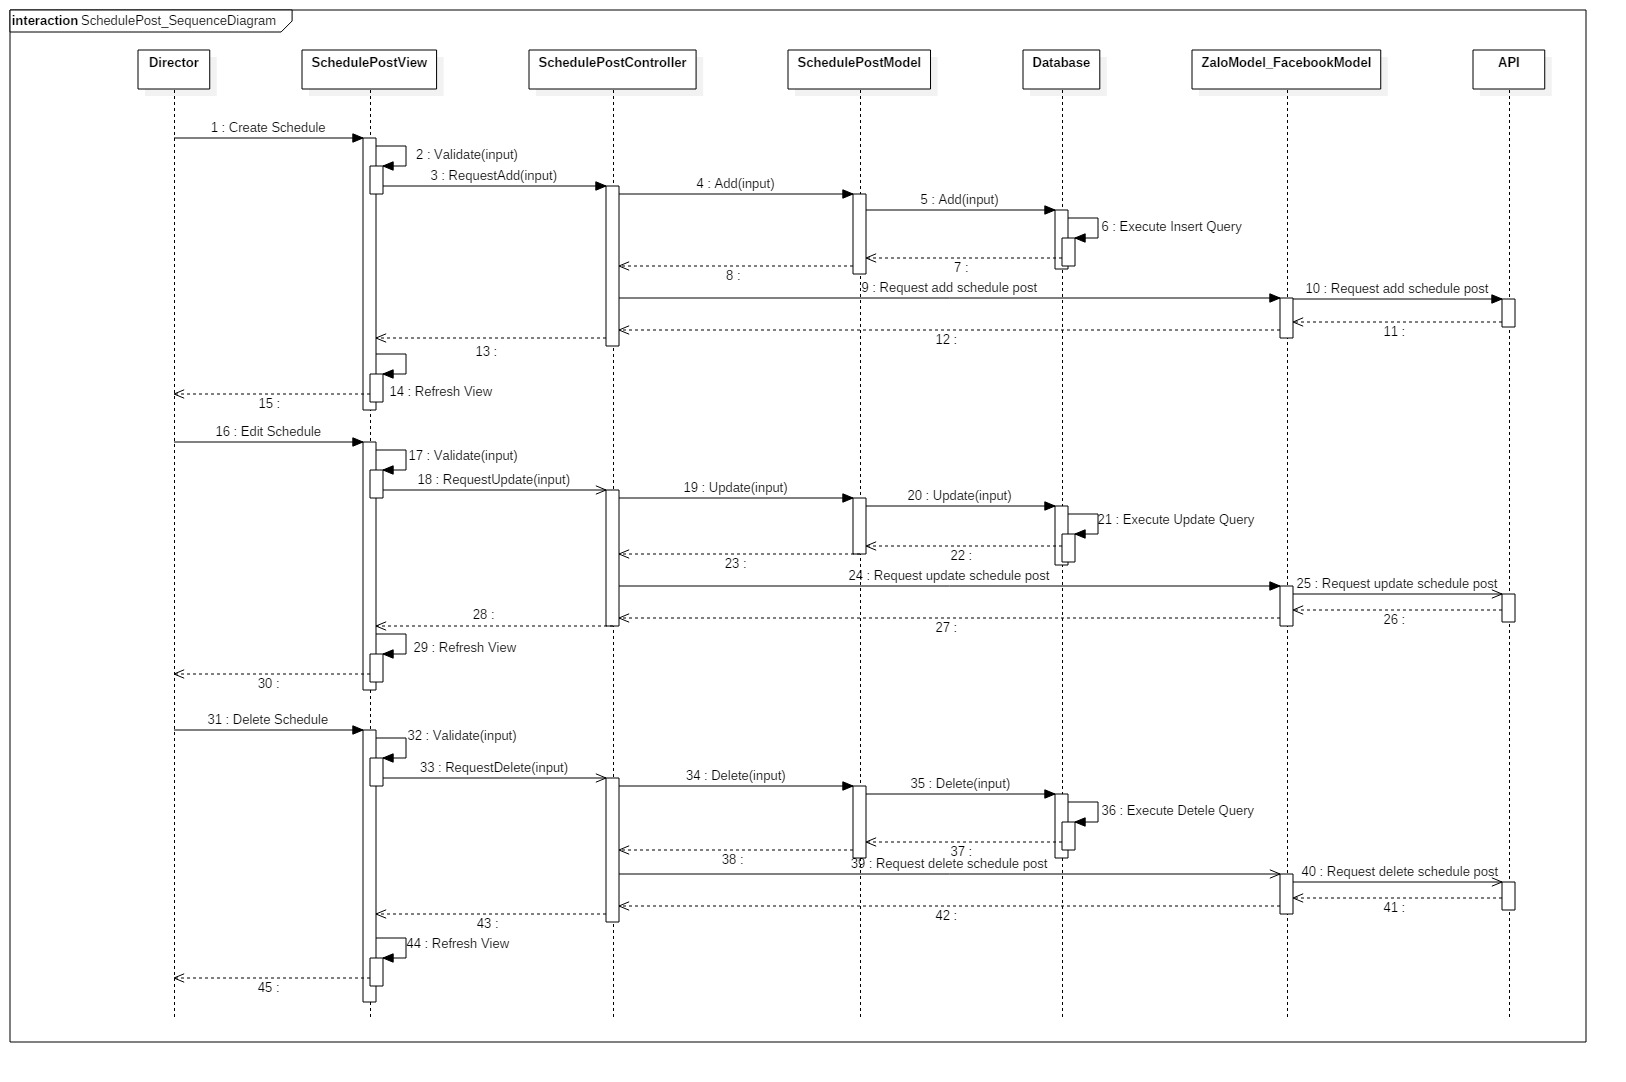 interaction SchedulePost_SequenceDiagram
Director
SchedulePostView
SchedulePostController
SchedulePostModel
Database
ZaloModel_FacebookModel
API
1 : Create Schedule
2 : Validate(input)
3 : RequestAdd(input)
4 : Add(input)
5 : Add(input)
6 : Execute Insert Query
7 :
8 :
9 : Request add schedule post
10 : Request add schedule post
11 :
12 :
13 :
14 : Refresh View
15 :
16 : Edit Schedule
17 : Validate(input)
18 : RequestUpdate(input)
19 : Update(input)
20 : Update(input)
21 : Execute Update Query
22 :
23 :
24 : Request update schedule post
25 : Request update schedule post
26 :
27 :
28 :
29 : Refresh View
30 :
31 : Delete Schedule
32 : Validate(input)
33 : RequestDelete(input)
34 : Delete(input)
35 : Delete(input)
36 : Execute Detele Query
37 :
38 :
39 : Request delete schedule post
40 : Request delete schedule post
41 :
42 :
43 :
44 : Refresh View
45 :